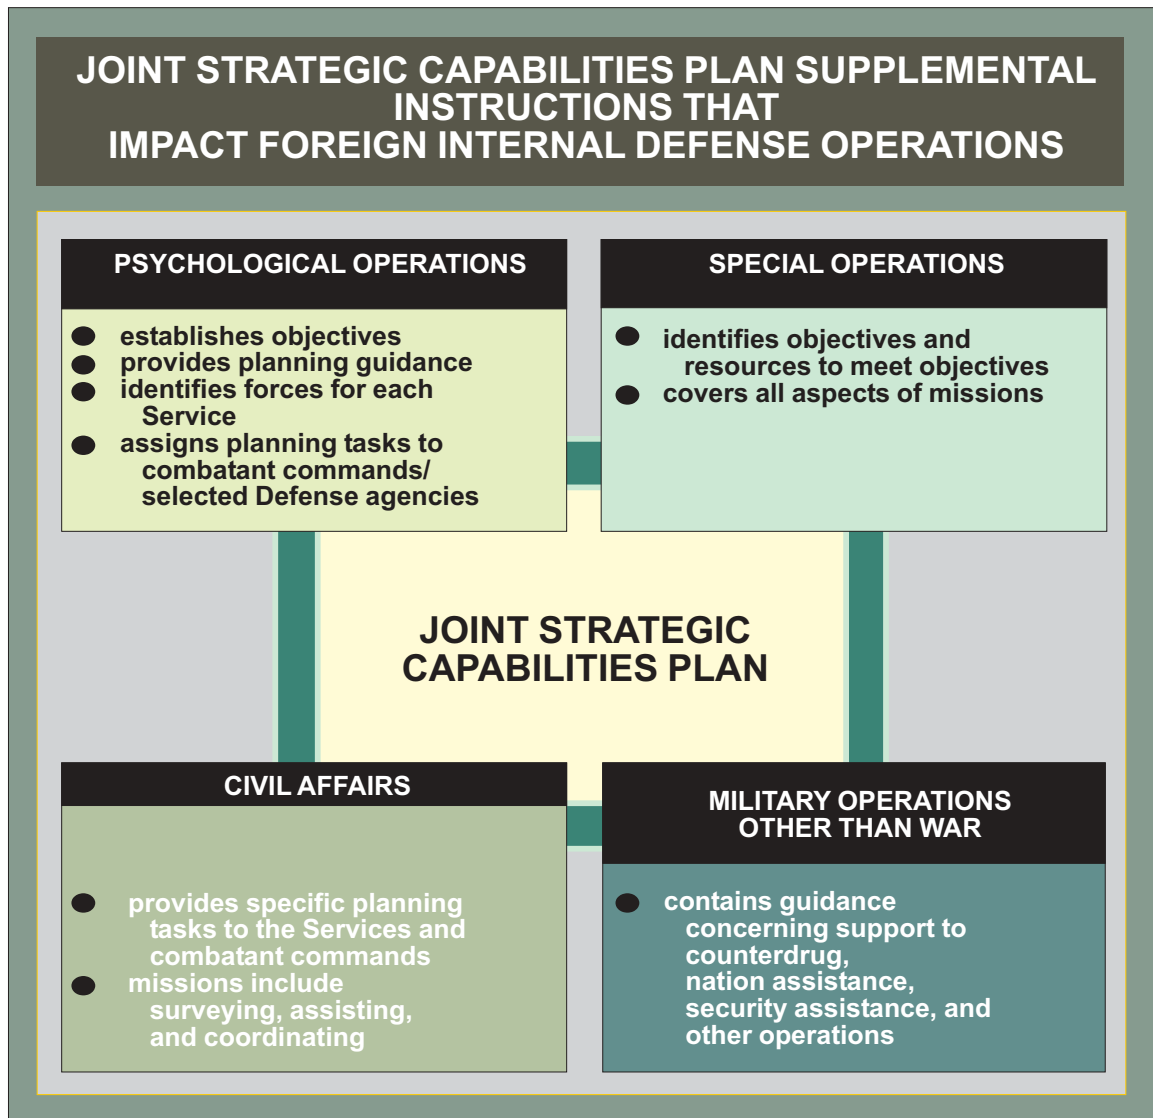 JOINT STRATEGIC CAPABILITIES PLAN SUPPLEMENTAL
INSTRUCTIONS THAT
IMPACT FOREIGN INTERNAL DEFENSE OPERATIONS
PSYCHOLOGICAL OPERATIONS
establishes objectives
provides planning guidance
identifies forces for each
Service
assigns planning tasks to
combatant commands/
selected Defense agencies
SPECIAL OPERATIONS
identifies objectives and
resources to meet objectives
covers all aspects of missions
JOINT STRATEGIC
CAPABILITIES PLAN
CIVIL AFFAIRS
provides specific planning
tasks to the Services and
combatant commands
missions include
surveying, assisting,
and coordinating
MILITARY OPERATIONS
OTHER THAN WAR
contains guidance
concerning support to
counterdrug,
nation assistance,
security assistance, and
other operations